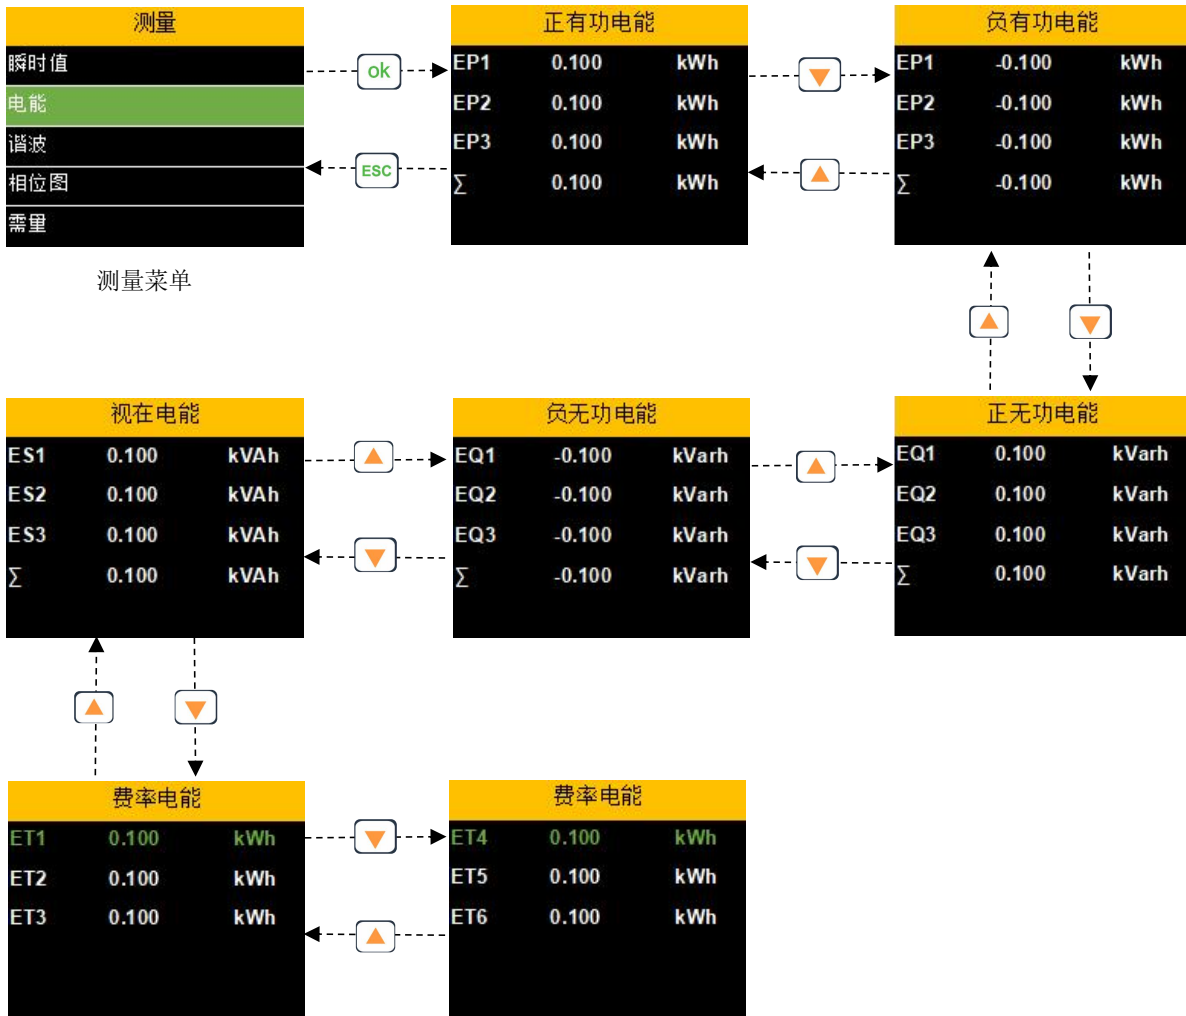 测量
瞬时值
电能
谐波
相位图
需量
测量菜单
ok
ESC
正有功电能
EP1 0.100 kWh
EP2 0.100 kWh
EP3 0.100 kWh
∑ 0.100 kWh
负有功电能
EP1 -0.100 kWh
EP2 -0.100 kWh
EP3 -0.100 kWh
∑ -0.100 kWh
视在电能
ES1 0.100 kVAh
ES2 0.100 kVAh
ES3 0.100 kVAh
∑ 0.100 kVAh
负无功电能
EQ1 -0.100 kVarh
EQ2 -0.100 kVarh
EQ3 -0.100 kVarh
∑ -0.100 kVarh
正无功电能
EQ1 0.100 kVarh
EQ2 0.100 kVarh
EQ3 0.100 kVarh
∑ 0.100 kVarh
费率电能
ET1 0.100 kWh
ET2 0.100 kWh
ET3 0.100 kWh
费率电能
ET4 0.100 kWh
ET5 0.100 kWh
ET6 0.100 kWh